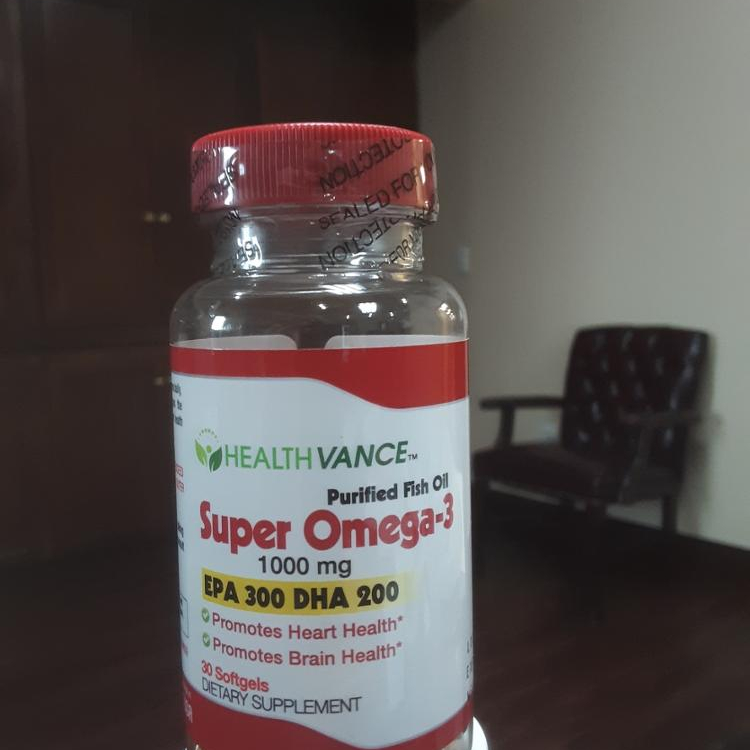 SEALED FOR
PROTECTION
HEALTHVANCE™
Purified Fish Oil
Super Omega-3
1000 mg
EPA 300 DHA 200
Promotes Heart Health*
Promotes Brain Health*
30 Softgels
DIETARY SUPPLEMENT